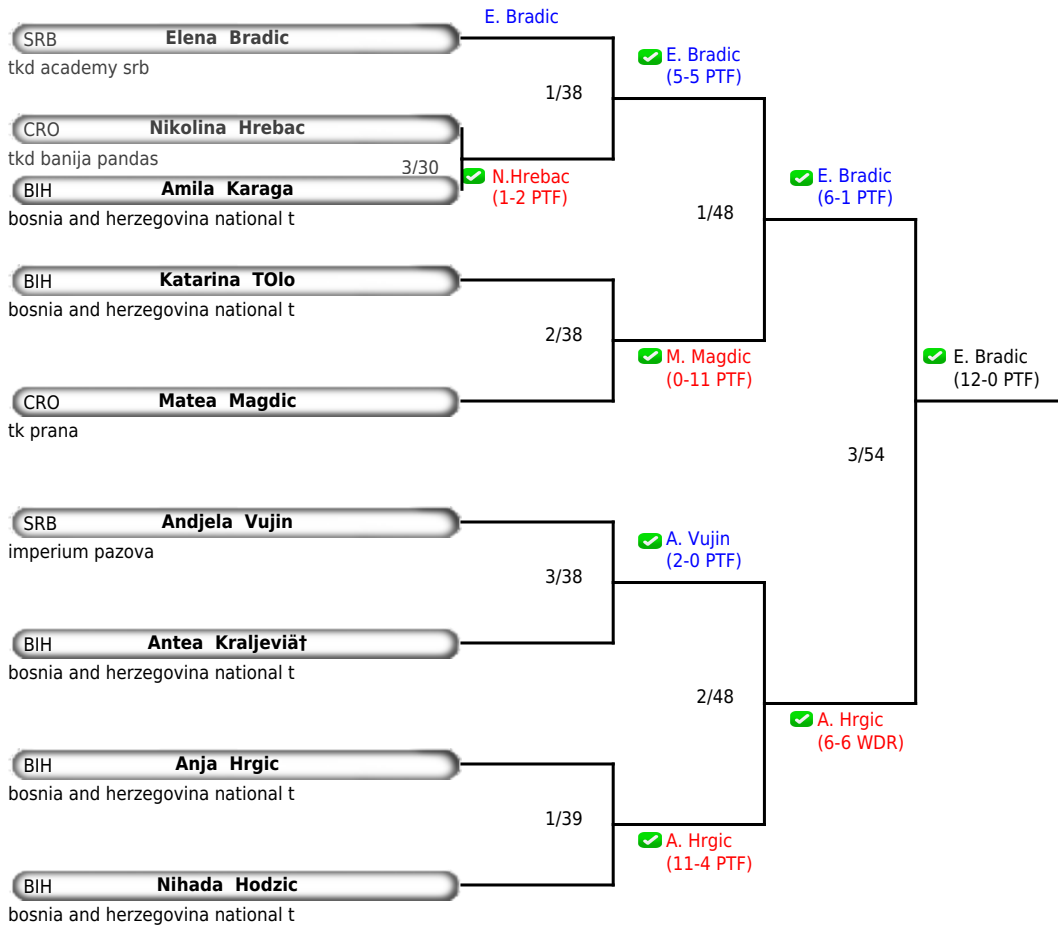 E. Bradic
SRB Elena Bradic
tkd academy srb
E. Bradic
(5-5 PTF)
1/38
CRO Nikolina Hrebac
tkd banija pandas
3/30
N.Hrebac
(1-2 PTF)
BIH Amila Karaga
bosnia and herzegovina national t
E. Bradic
(6-1 PTF)
1/48
BIH Katarina TOlo
bosnia and herzegovina national t
2/38
M. Magdic
(0-11 PTF)
E. Bradic
(12-0 PTF)
CRO Matea Magdic
tk prana
3/54
SRB Andjela Vujin
imperium pazova
A. Vujin
(2-0 PTF)
3/38
BIH Antea Kraljeviä†
bosnia and herzegovina national t
2/48
A. Hrgic
(6-6 WDR)
BIH Anja Hrgic
bosnia and herzegovina national t
1/39
A. Hrgic
(11-4 PTF)
BIH Nihada Hodzic
bosnia and herzegovina national t